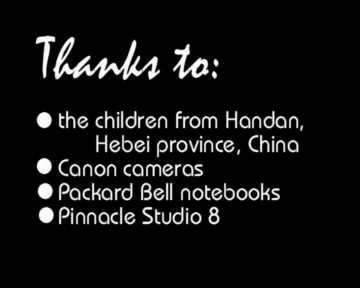 Thanks to:
● the children from Handan,
Hebei province, China
● Canon cameras
● Packard Bell notebooks
● Pinnacle Studio 8